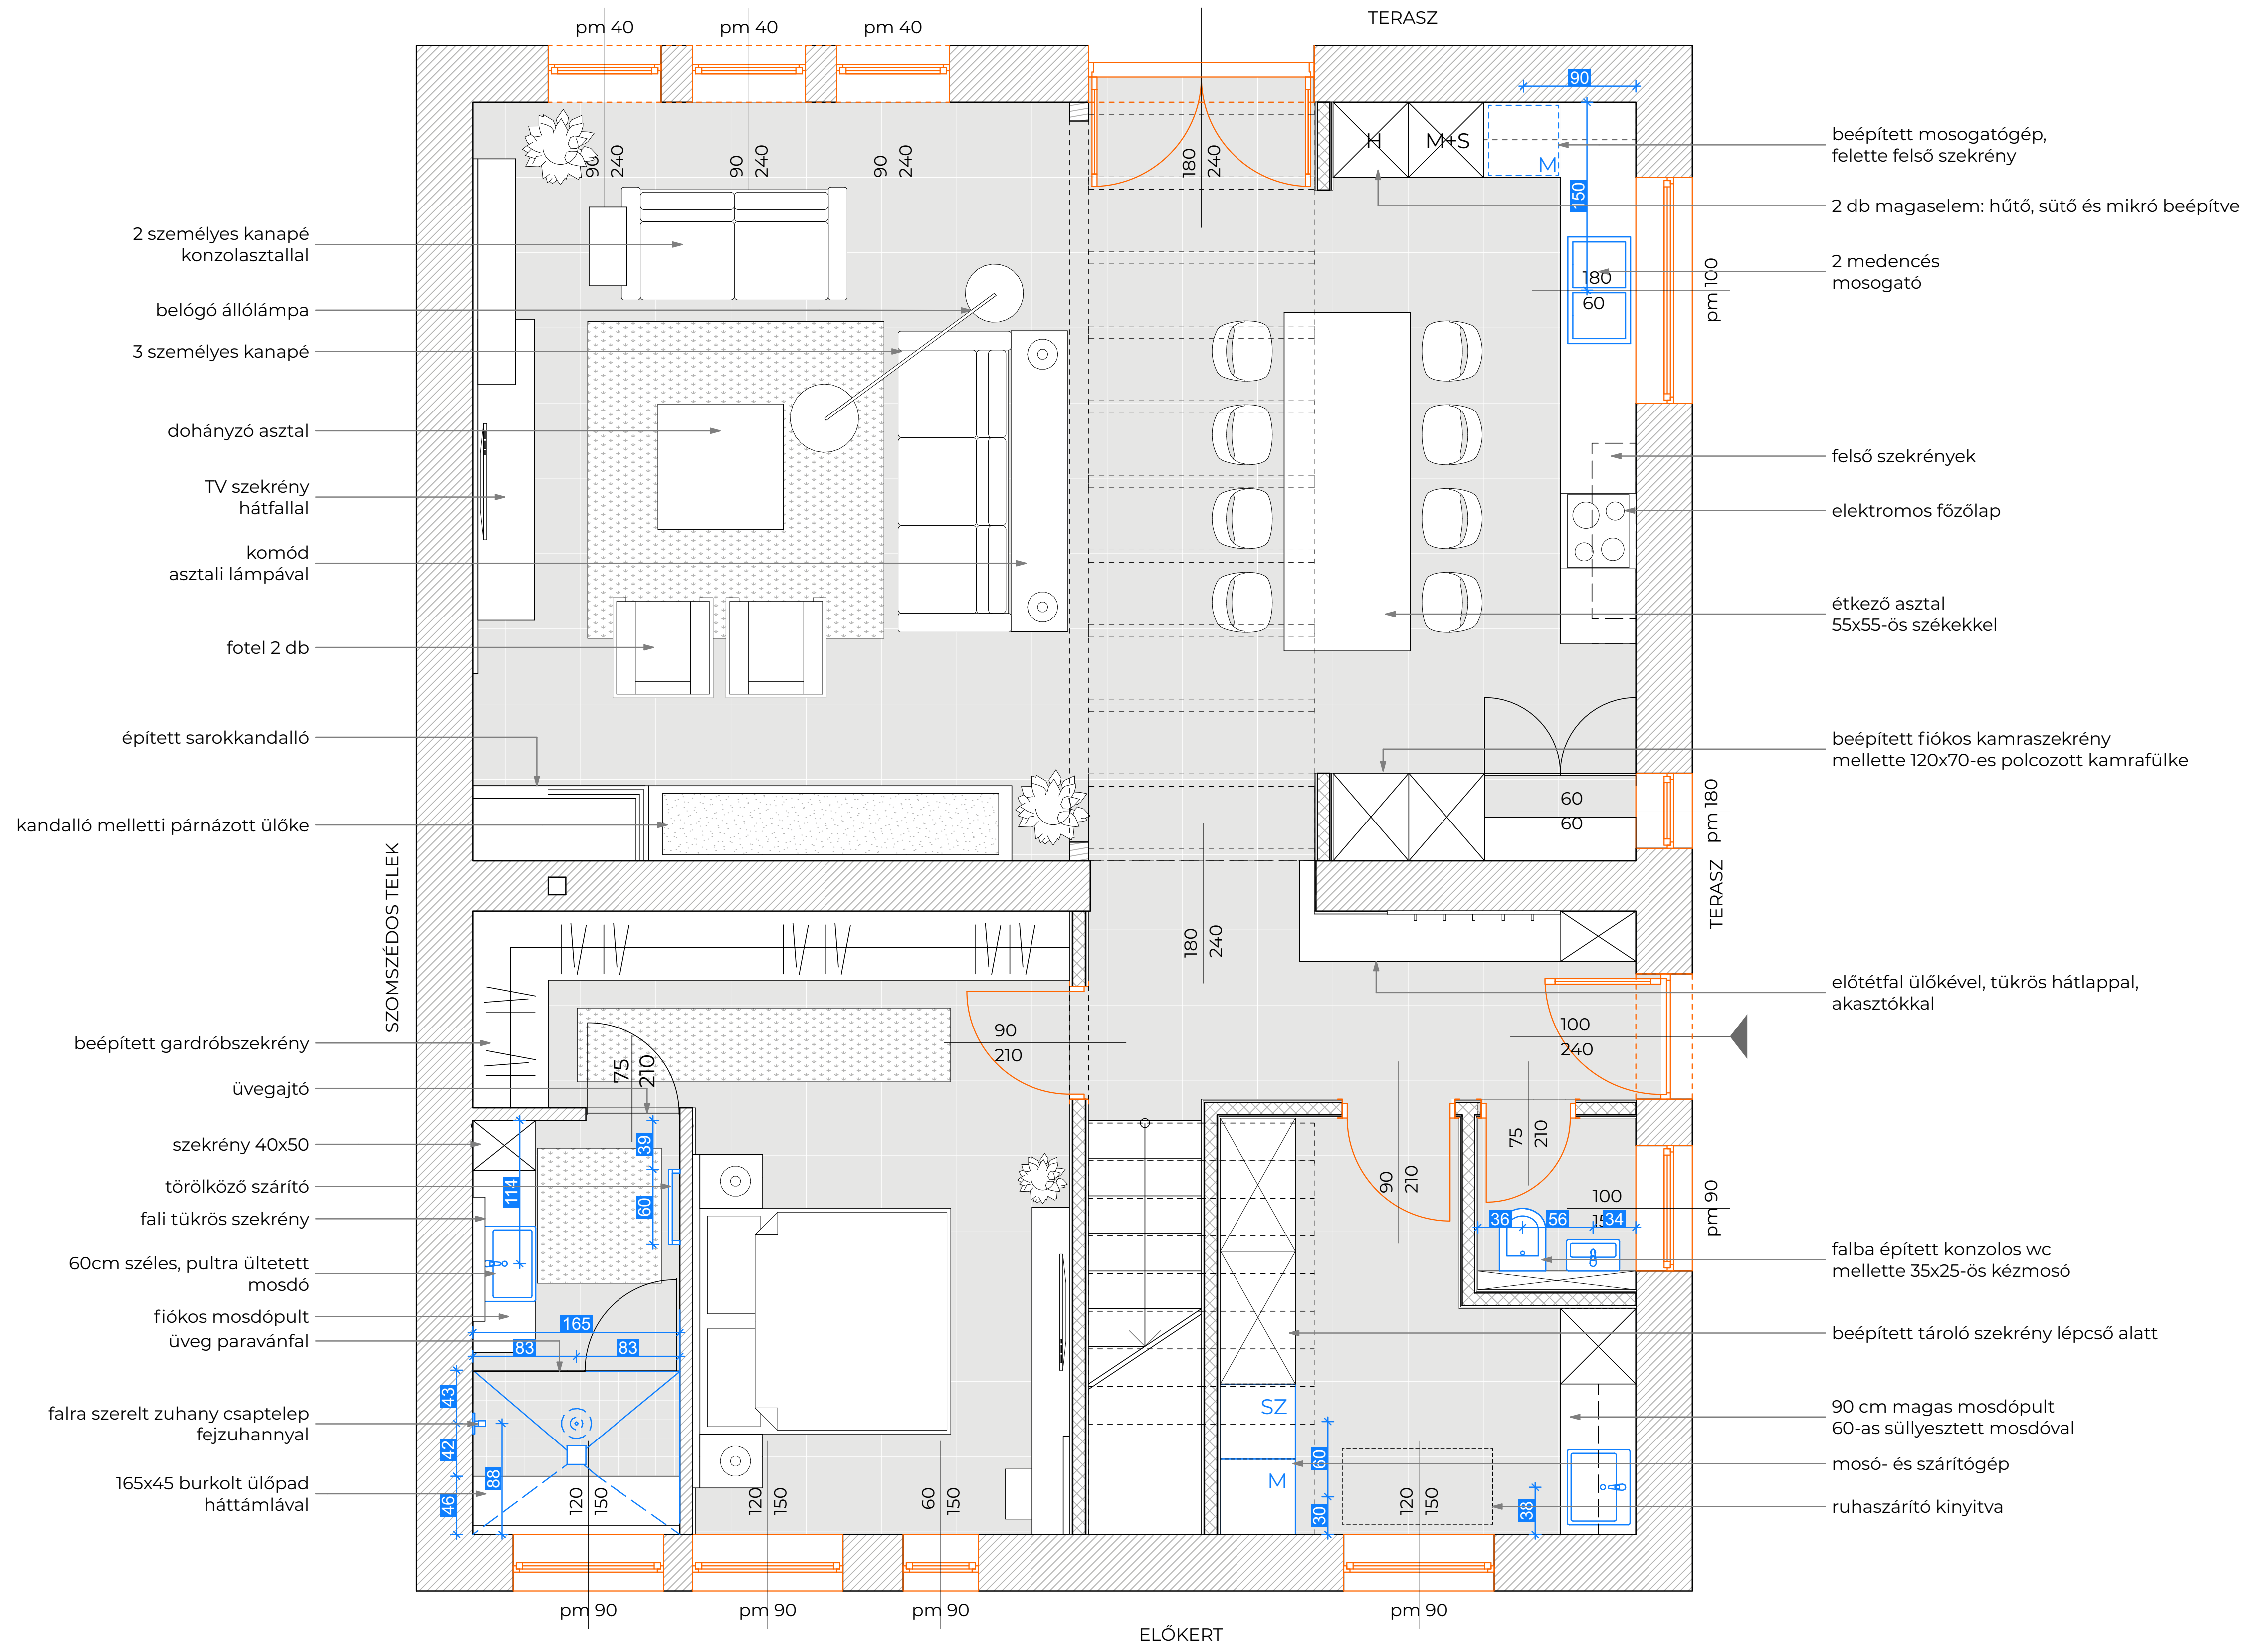 TERASZ
pm 40
pm 40
pm 40
90
240
90
240
90
240
180
240
H
M+S
M
90
150
180
60
pm 100
2 személyes kanapé
konzolasztallal
belógó állólámpa
3 személyes kanapé
dohányzó asztal
TV szekrény
hátfallal
komód
asztali lámpával
fotel 2 db
épített sarokkandalló
kandalló melletti párnázott ülőke
SZOMSZÉDOS TELEK
beépített gardróbszekrény
üvegajtó
szekrény 40x50
törölköző szárító
fali tükrös szekrény
60cm széles, pultra ültetett
mosdó
fiókos mosdópult
üveg paravánfal
falra szerelt zuhany csaptelep
fejzuhannyal
165x45 burkolt ülőpad
háttámlával
beépített mosogatógép,
felette felső szekrény
2 db magaselem: hűtő, sütő és mikró beépítve
2 medencés
mosogató
felső szekrények
elektromos főzőlap
étkező asztal
55x55-ös székekkel
beépített fiókos kamraszekrény
mellette 120x70-es polcozott kamrafülke
60
60
pm 180
TERASZ
előtétfal ülőkével, tükrös hátlappal,
akasztókkal
180
240
90
210
100
240
75
210
90
210
75
210
100
pm 90
36
56
34
falba épített konzolos wc
mellette 35x25-ös kézmosó
beépített tároló szekrény lépcső alatt
90 cm magas mosdópult
60-as süllyesztett mosdóval
mosó- és szárítógép
ruhaszárító kinyitva
39
114
60
165
83
83
43
42
46
88
SZ
M
60
30
38
120
150
120
150
60
150
120
150
pm 90
pm 90
pm 90
pm 90
ELŐKERT